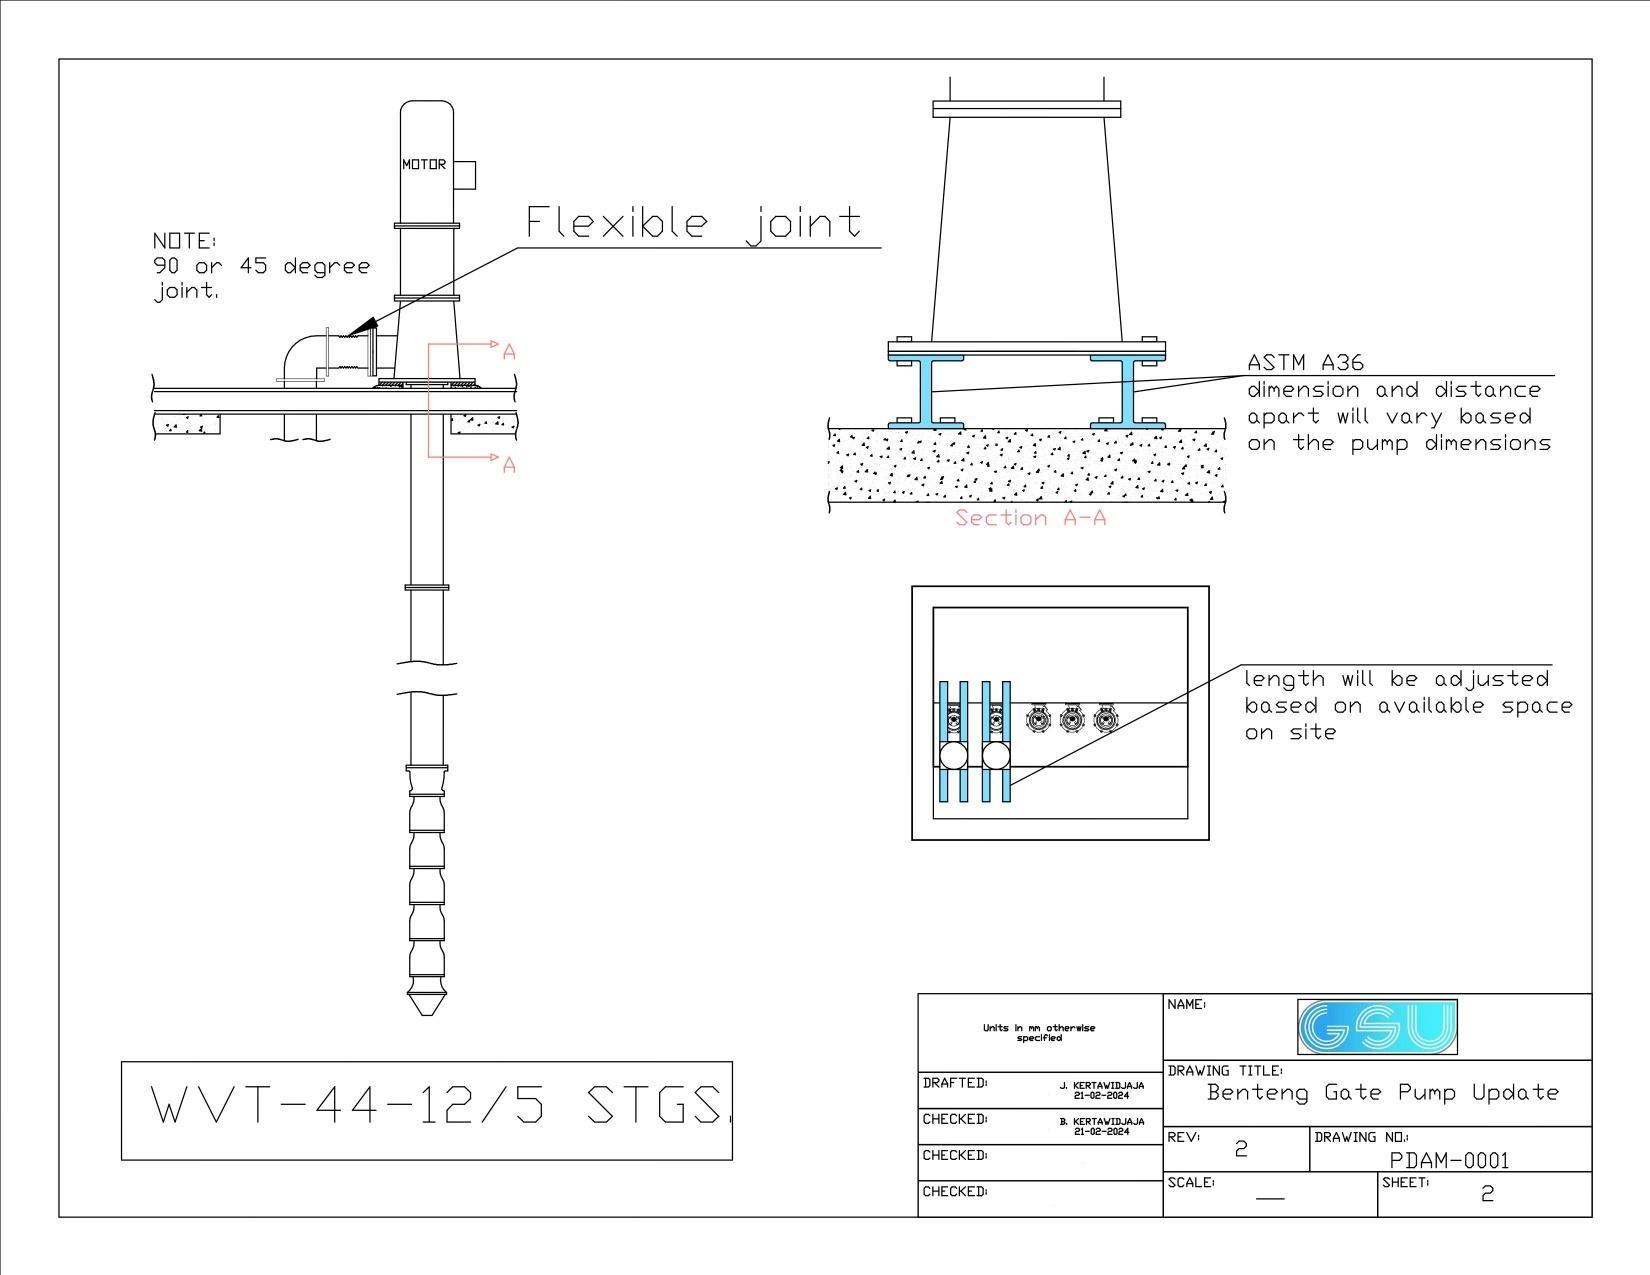 MOTOR
Flexible joint
NOTE:
90 or 45 degree
joint.
A
A
ASTM A36
dimension and distance
apart will vary based
on the pump dimensions
Section A-A
length will be adjusted
based on available space
on site
WVT-44-12/5 STGS.
Units in mm otherwise
specified
DRAFTED:
J. KERTAWIDJAJA
21-02-2024
CHECKED:
B. KERTAWIDJAJA
21-02-2024
CHECKED:
CHECKED:
NAME:
GSU
DRAWING TITLE:
Benteng Gate Pump Update
REV:
2
DRAWING NO.:
PDAM-0001
SCALE:
—
SHEET:
2